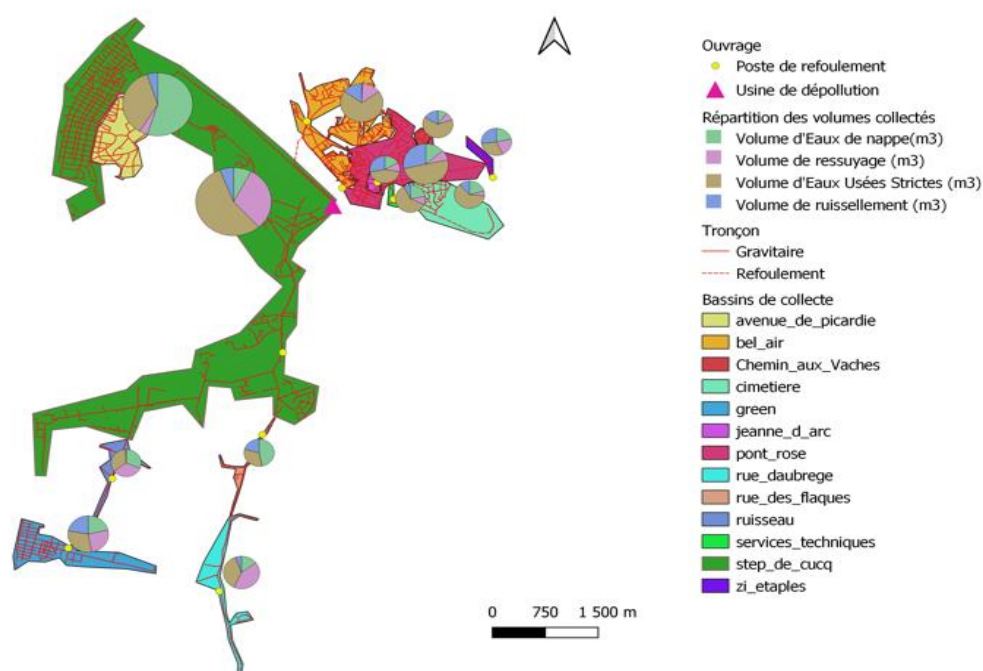 Ouvrage
Poste de refoulement
Usine de dépollution
Répartition des volumes collectés
Volume d'Eaux de nappe(m3)
Volume de ressuyage (m3)
Volume d'Eaux Usées Strictes (m3)
Volume de ruissellement (m3)
Tronçon
Gravitaire
Refoulement
Bassins de collecte
avenue_de_picardie
bel_air
Chemin_aux_Vaches
cimetiere
green
jeanne_d_arc
pont_rose
rue_daubrege
rue_des_flaques
ruisseau
services_techniques
step_de_cucq
zi_etaples
0 750 1 500 m